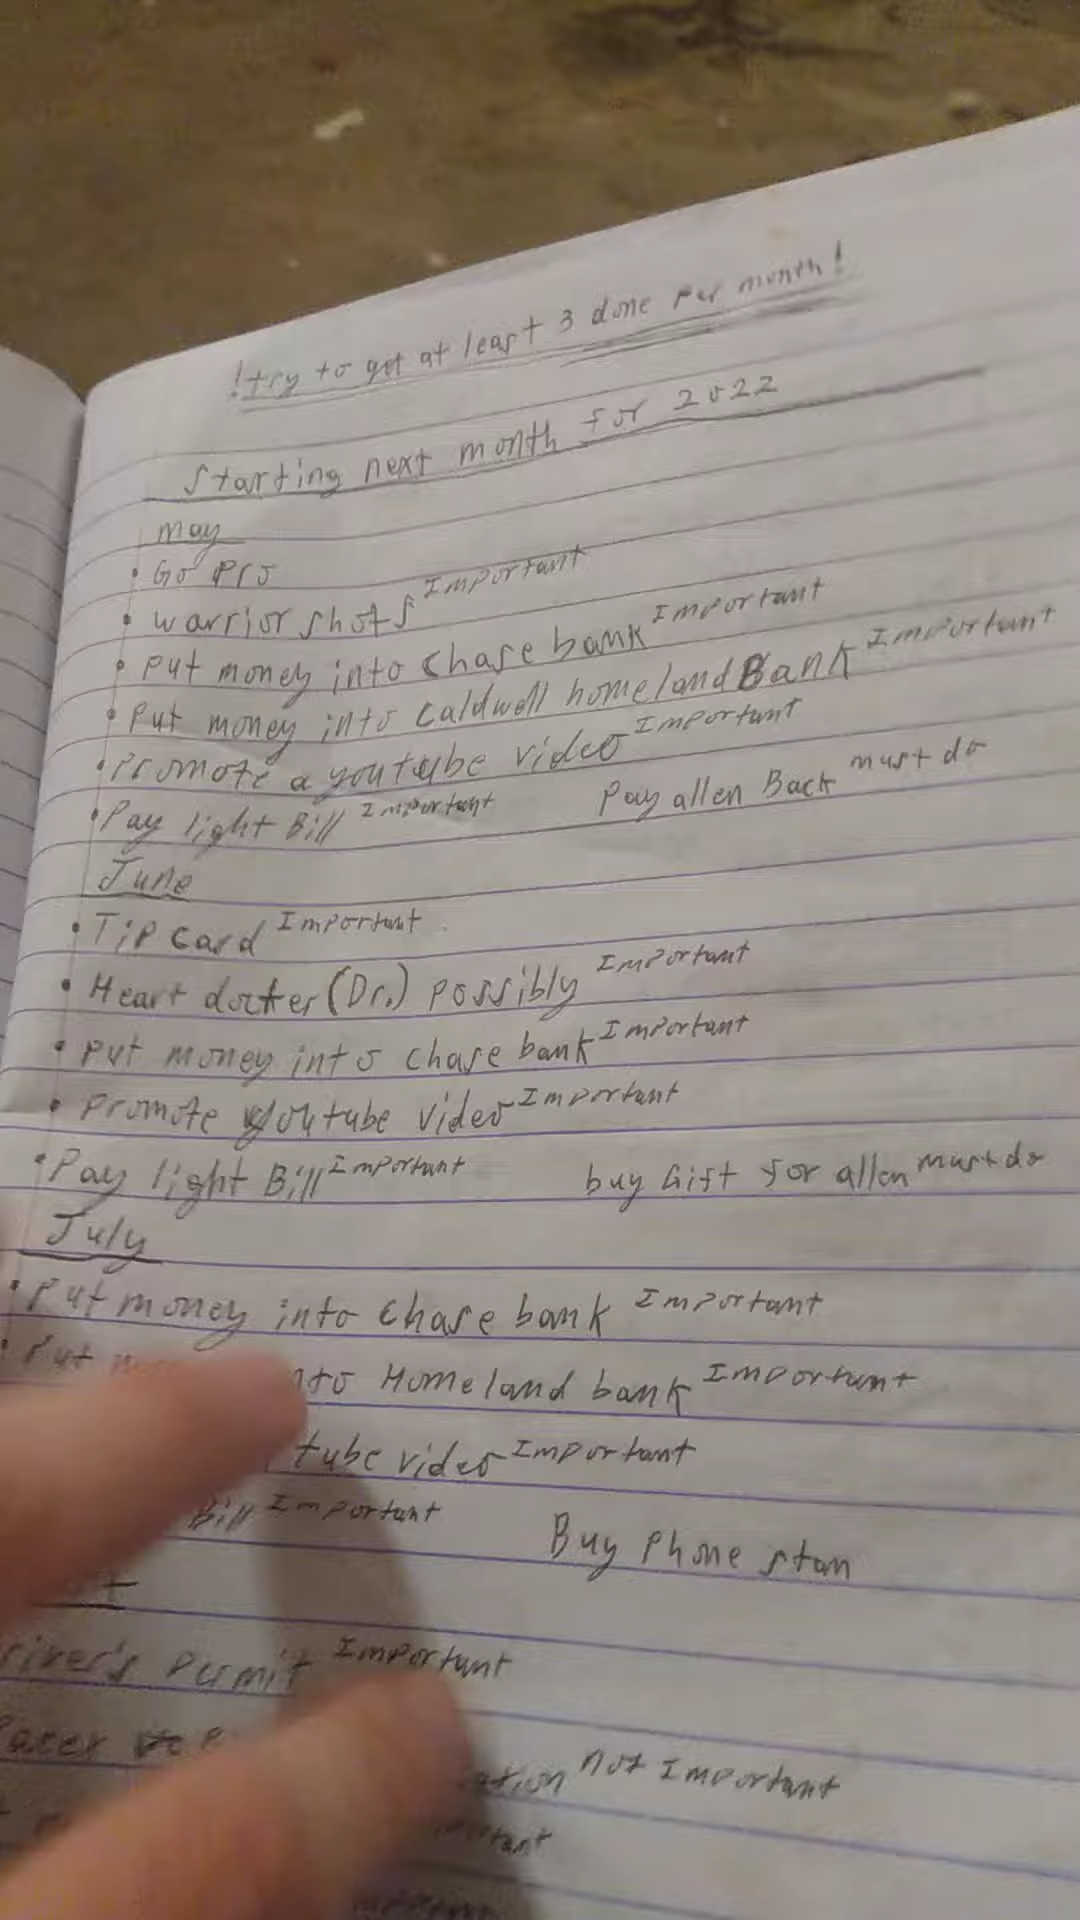 !try to get at least 3 done per month!
Starting next month for 2022
may
• Go Pro
• warrior shots Important
• put money into Chase bank Important
• Put money into Caldwell homeland Bank Important
• Promote a youtube video Important
• Pay light Bill Important Pay allen Back must do
June
• Tip Card Important
• Heart docter (Dr.) possibly Important
• put money into chase bank Important
• promote youtube video Important
• Pay light Bill Important buy Gift for allen must do
July
• Put money into Chase bank Important
• Put nto Homeland bank Important
tube video Important
Bill Important Buy phone stan
t
river's permit Important
ation not Important